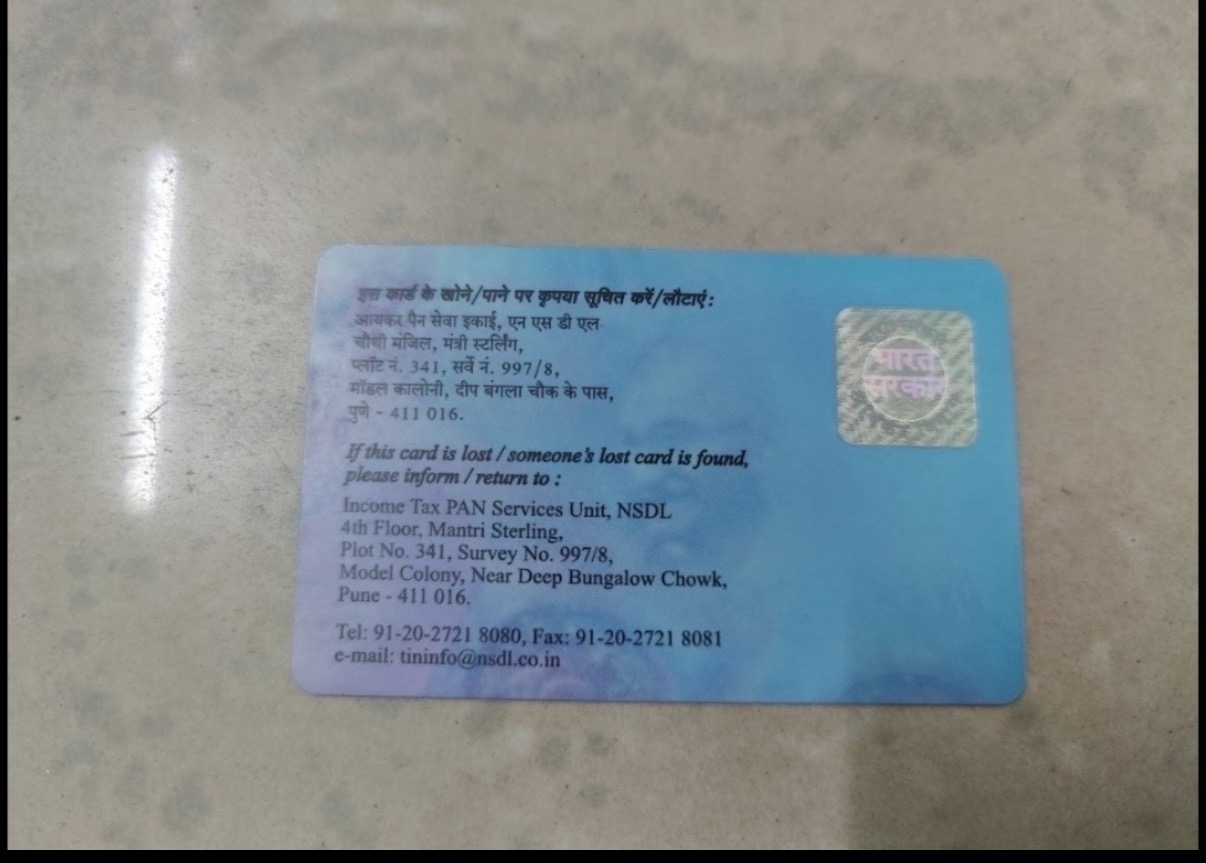 इस कार्ड के खोने/पाने पर कृपया सूचित करें/लौटाएं :
आयकर पैन सेवा इकाई, एन एस डी एल
चौथी मंजिल, मंत्री स्टर्लिंग,
प्लॉट नं. 341, सर्वे नं. 997/8,
मॉडल कालोनी, दीप बंगला चौक के पास,
पुणे - 411 016.
भारत
सरकार
If this card is lost / someone's lost card is found,
please inform / return to :
Income Tax PAN Services Unit, NSDL
4th Floor, Mantri Sterling,
Plot No. 341, Survey No. 997/8,
Model Colony, Near Deep Bungalow Chowk,
Pune - 411 016.
Tel: 91-20-2721 8080, Fax: 91-20-2721 8081
e-mail: tininfo@nsdl.co.in